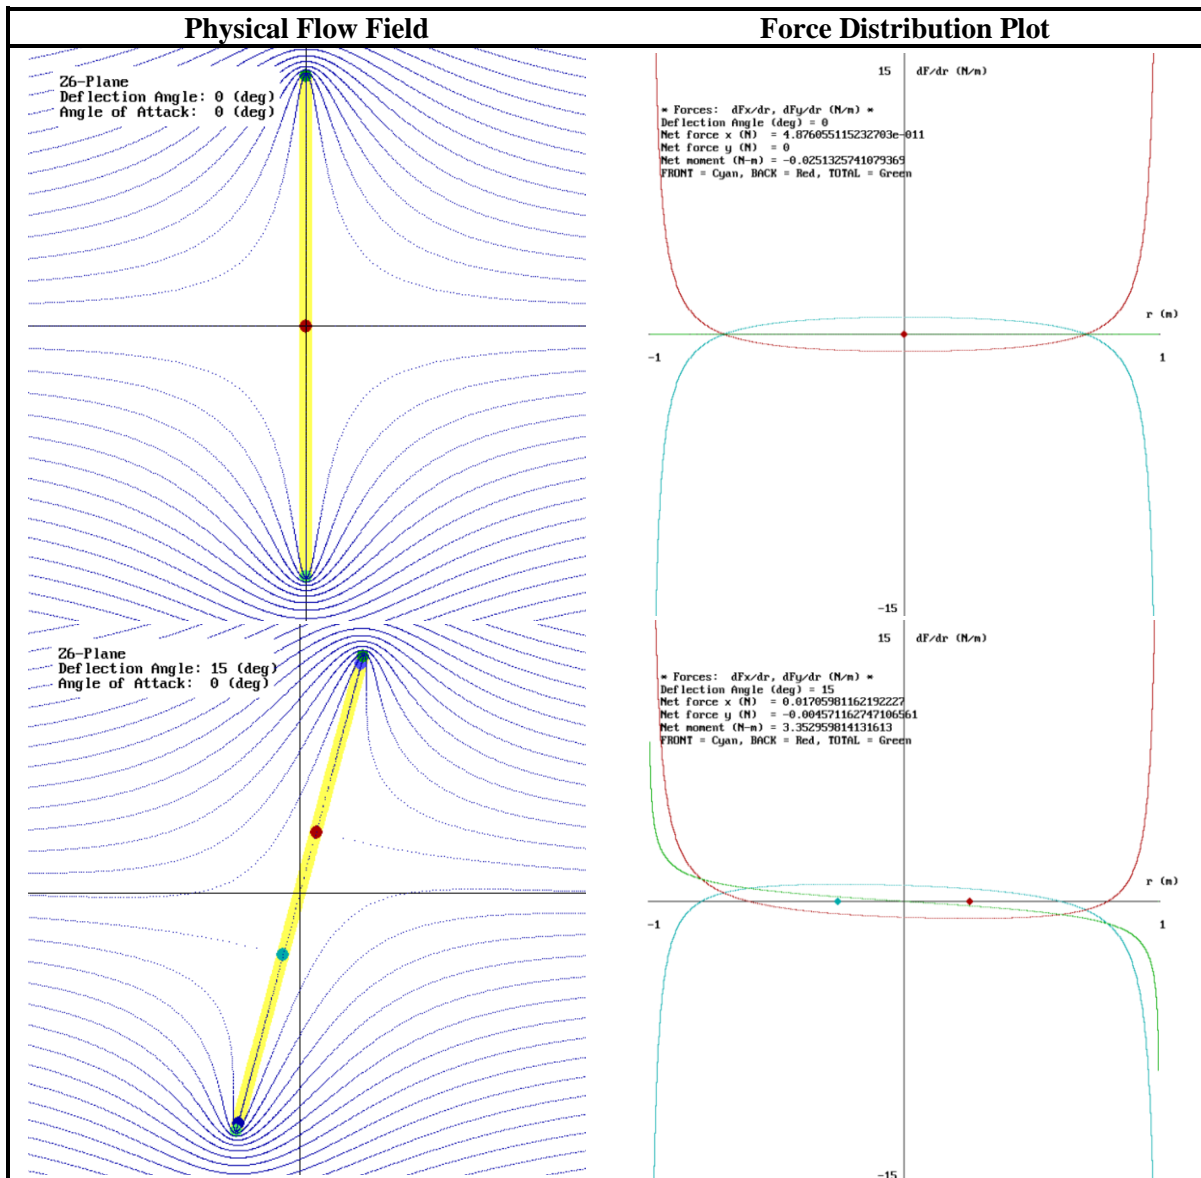 Physical Flow Field
Force Distribution Plot
Z6-Plane
Deflection Angle: 0 (deg)
Angle of Attack: 0 (deg)
15 dF/dr (N/m)
* Forces: dFx/dr, dFy/dr (N/m) *
Deflection Angle (deg) = 0
Net force x (N) = 4.876055115232703e-011
Net force y (N) = 0
Net moment (N-m) = -0.0251325741079369
FRONT = Cyan, BACK = Red, TOTAL = Green
r (m)
-1
1
-15
Z6-Plane
Deflection Angle: 15 (deg)
Angle of Attack: 0 (deg)
15 dF/dr (N/m)
* Forces: dFx/dr, dFy/dr (N/m) *
Deflection Angle (deg) = 15
Net force x (N) = 0.01705981162192227
Net force y (N) = -0.004571162747106561
Net moment (N-m) = 3.352959814131613
FRONT = Cyan, BACK = Red, TOTAL = Green
r (m)
-1
1
-15